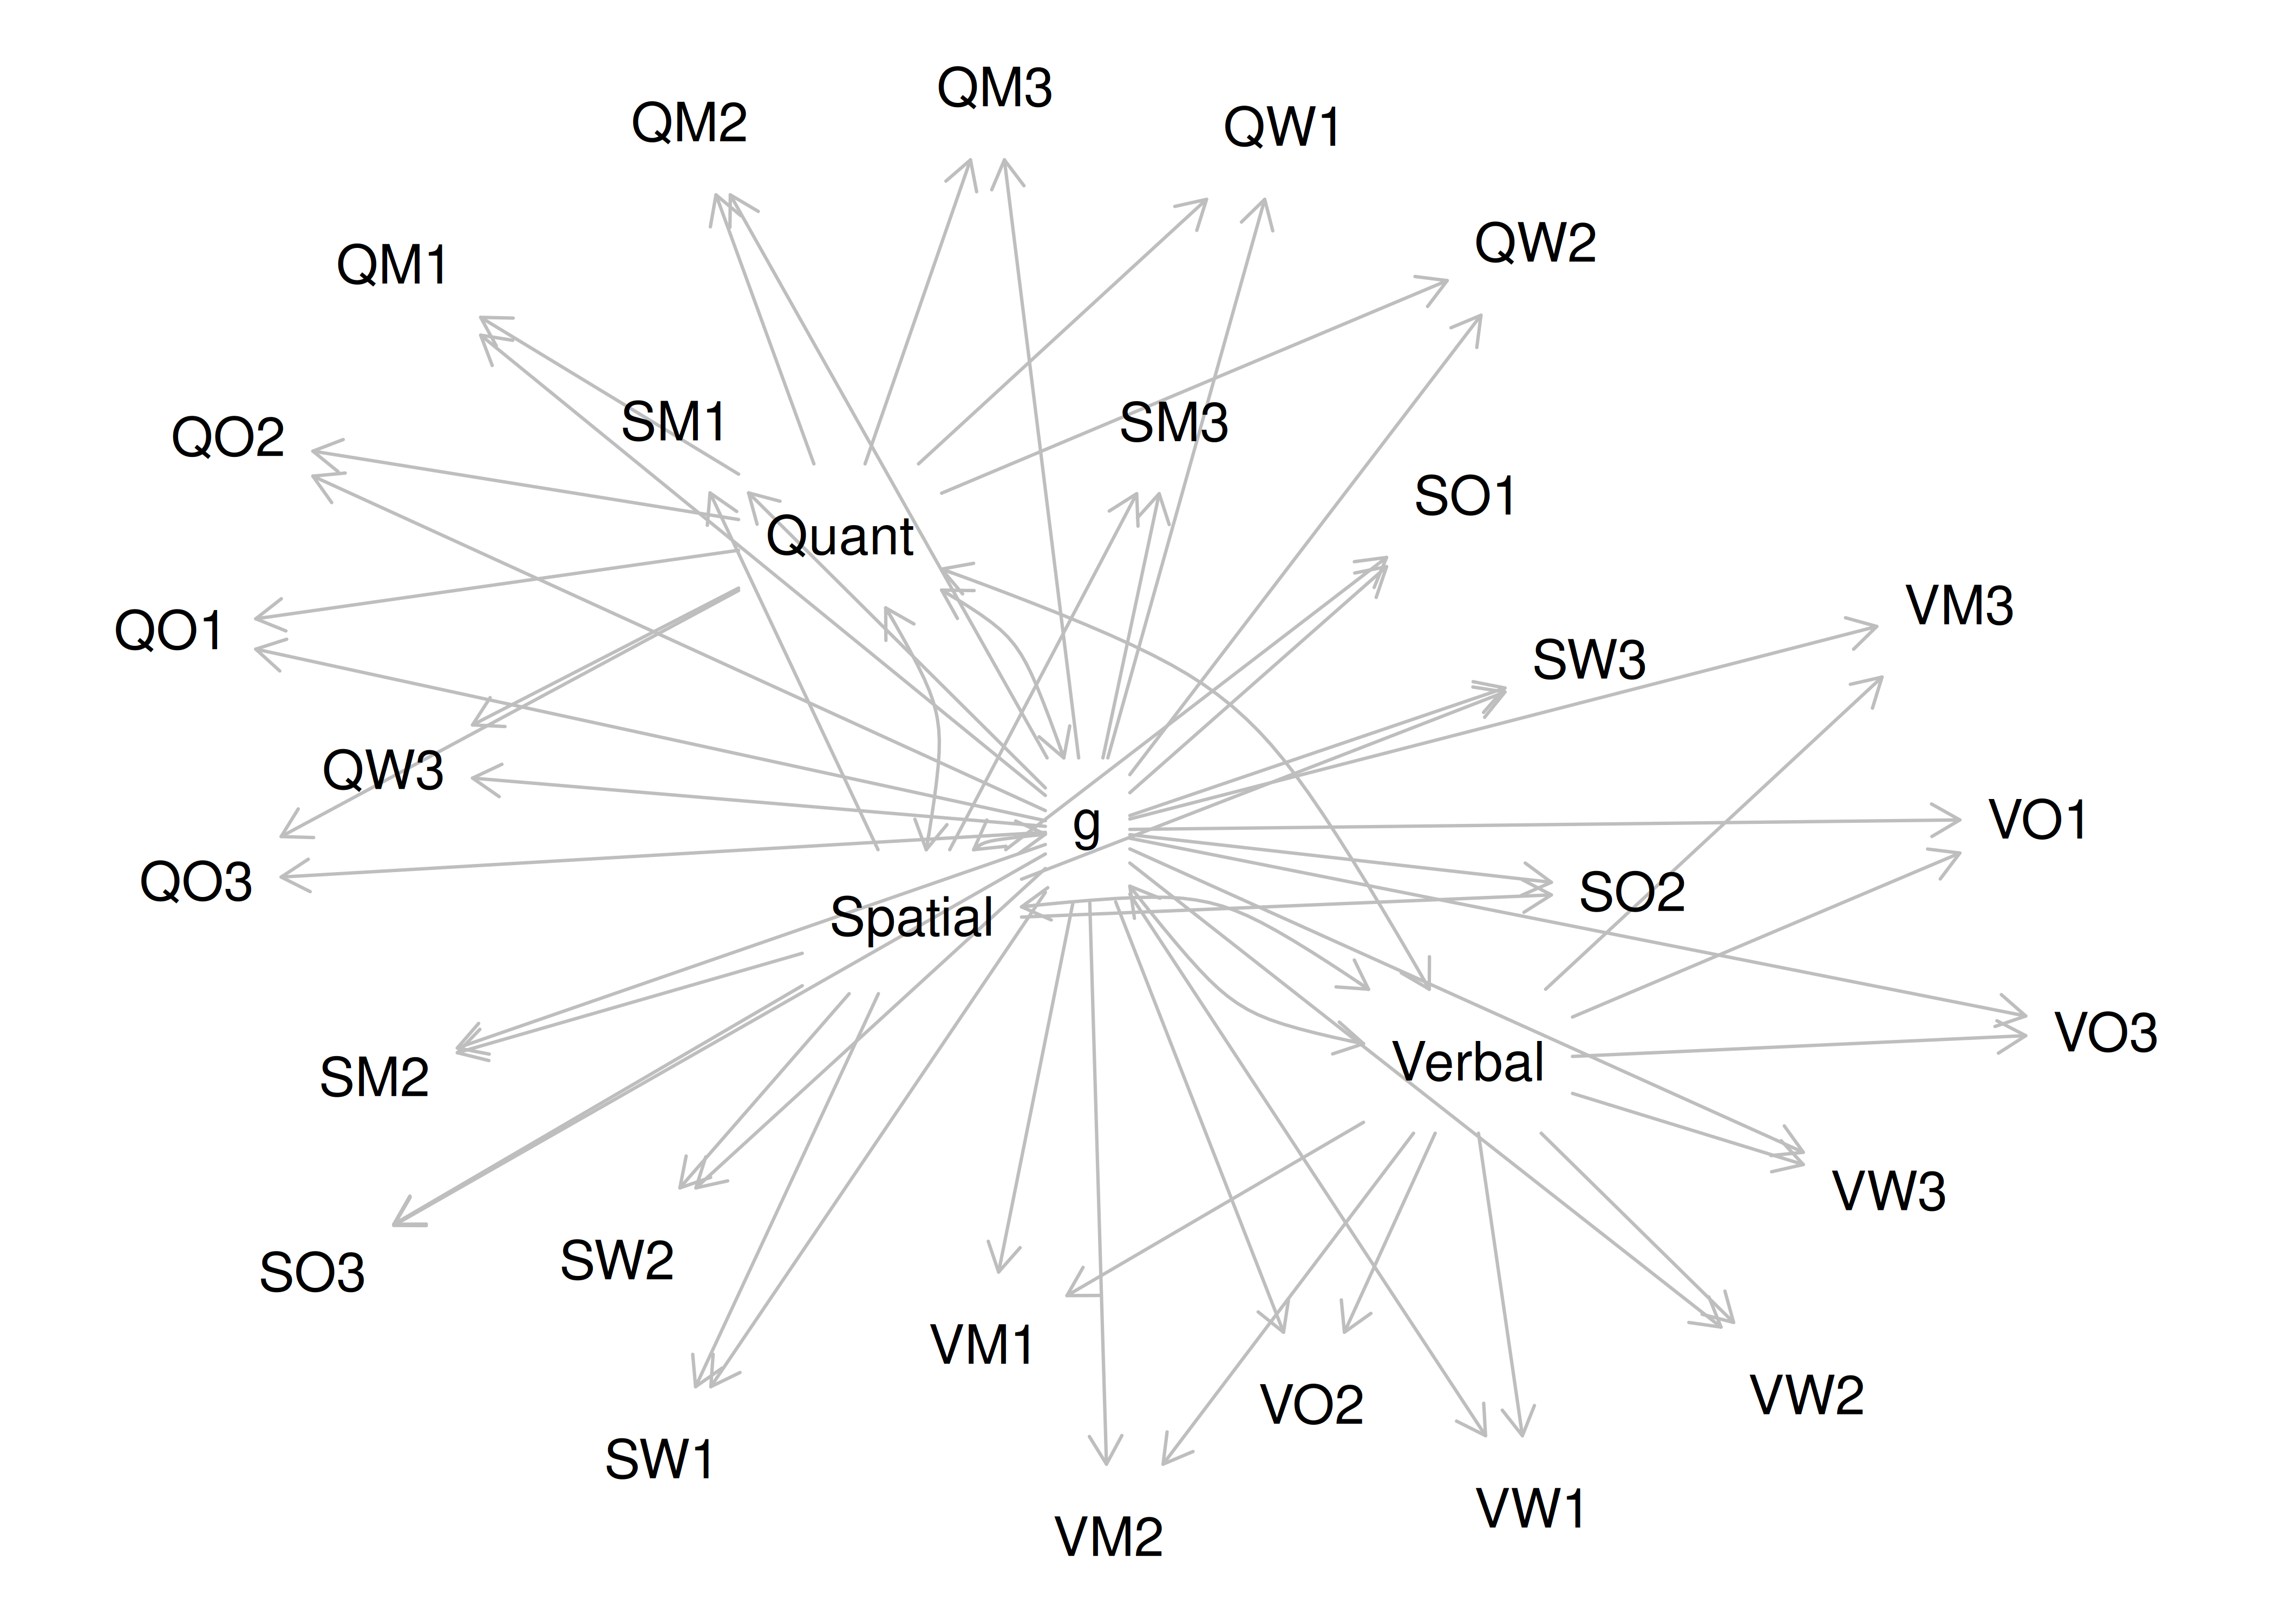 QM3
QM2
QW1
QW2
QM1
SM1
SM3
QO2
SO1
Quant
VM3
QO1
SW3
QW3
VO1
g
QO3
SO2
Spatial
VO3
Verbal
SM2
VW3
SW2
SO3
VM1
VW2
VO2
SW1
VW1
VM2